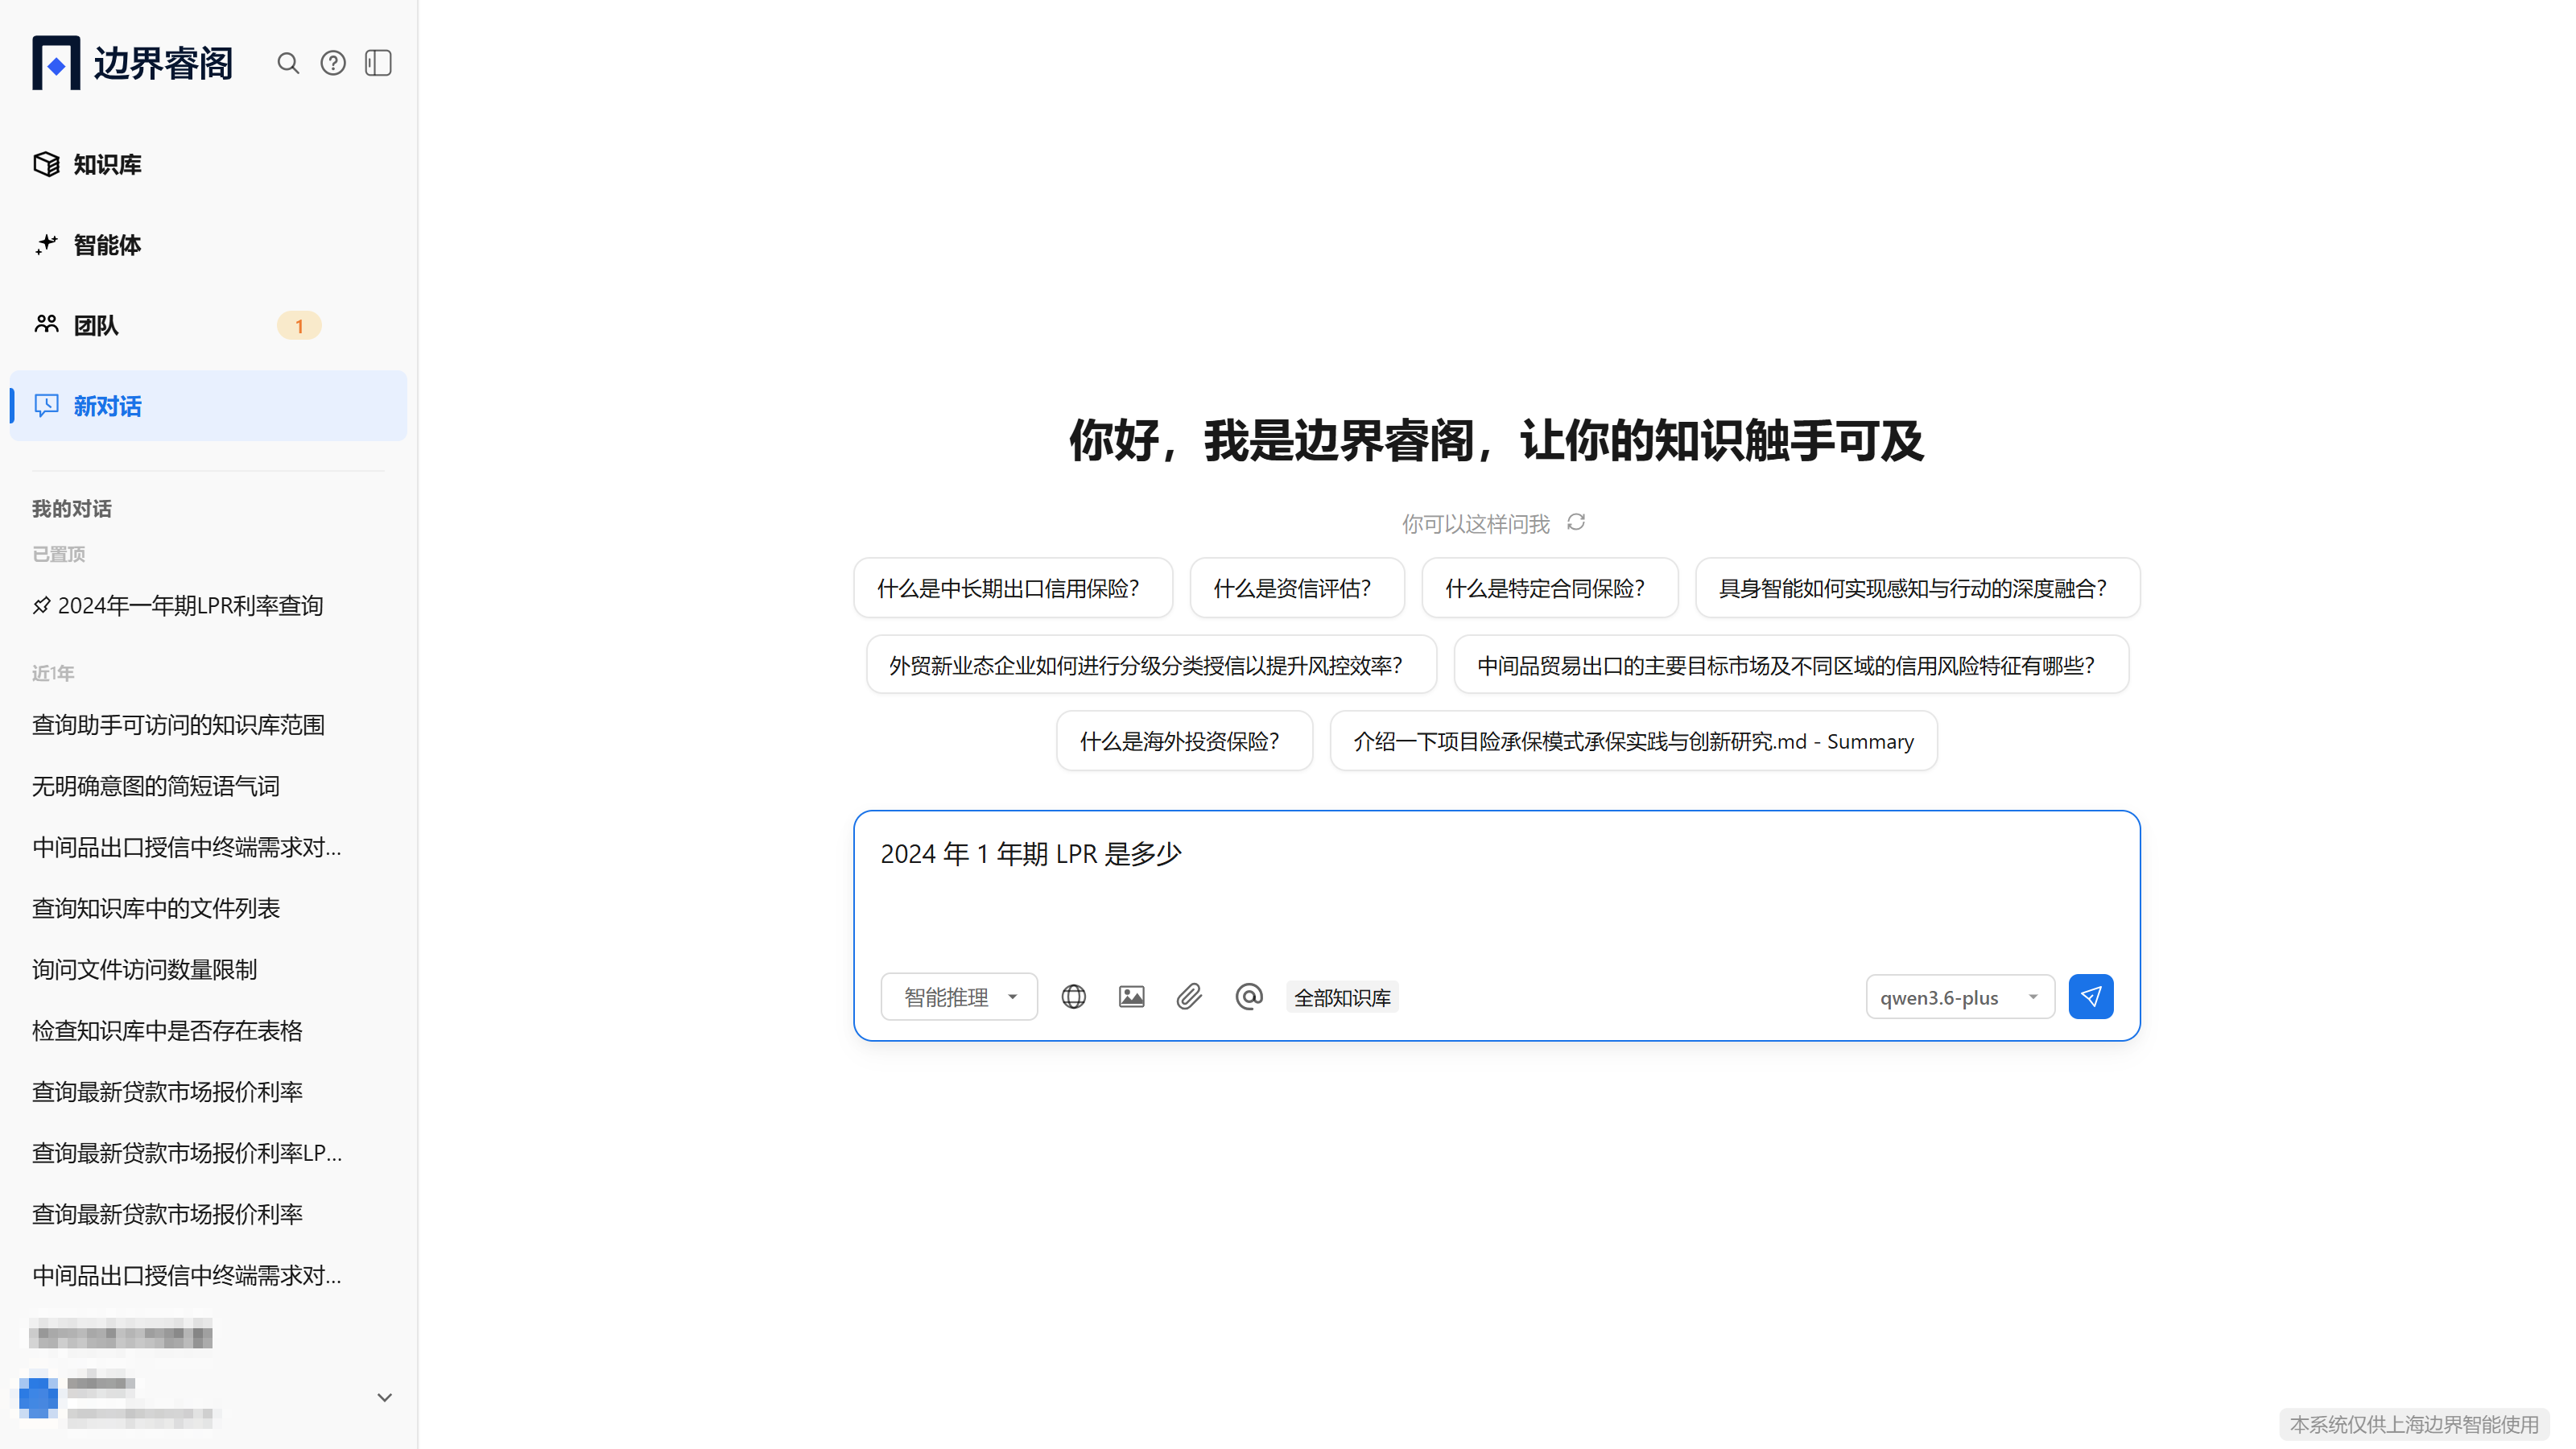 边界睿阁
知识库
智能体
团队 1
新对话
我的对话
已置顶
2024年一年期LPR利率查询
近1年
查询助手可访问的知识库范围
无明确意图的简短语气词
中间品出口授信中终端需求对...
查询知识库中的文件列表
询问文件访问数量限制
检查知识库中是否存在表格
查询最新贷款市场报价利率
查询最新贷款市场报价利率LP...
查询最新贷款市场报价利率
中间品出口授信中终端需求对...
你好，我是边界睿阁，让你的知识触手可及
你可以这样问我
什么是中长期出口信用保险？ 什么是资信评估？ 什么是特定合同保险？ 具身智能如何实现感知与行动的深度融合？
外贸新业态企业如何进行分级分类授信以提升风控效率？ 中间品贸易出口的主要目标市场及不同区域的信用风险特征有哪些？
什么是海外投资保险？ 介绍一下项目险承保模式承保实践与创新研究.md - Summary
2024 年 1 年期 LPR 是多少
智能推理 全部知识库 qwen3.6-plus
本系统仅供上海边界智能使用